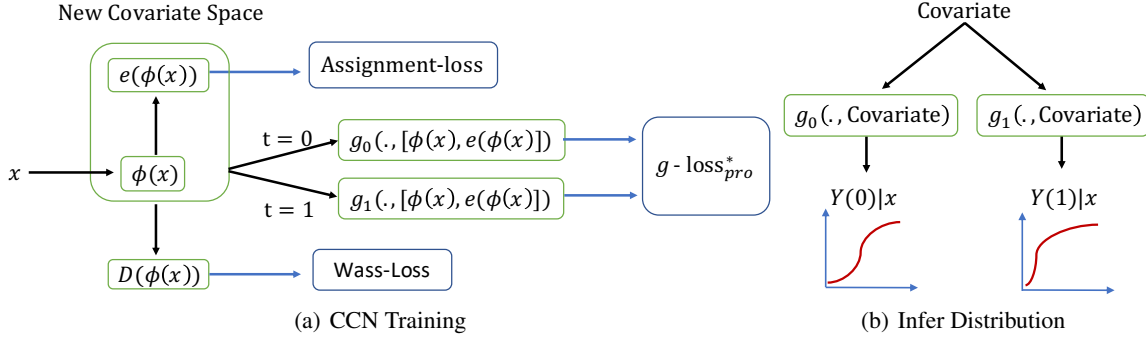 New Covariate Space
e(ϕ(x))
Assignment-loss
x
ϕ(x)
t = 0
g₀(., [ϕ(x), e(ϕ(x)])
t = 1
g₁(., [ϕ(x), e(ϕ(x)])
g - loss*ₚᵣₒ
D(ϕ(x))
Wass-Loss
(a) CCN Training
Covariate
g₀(., Covariate)
g₁(., Covariate)
Y(0)|x
Y(1)|x
(b) Infer Distribution